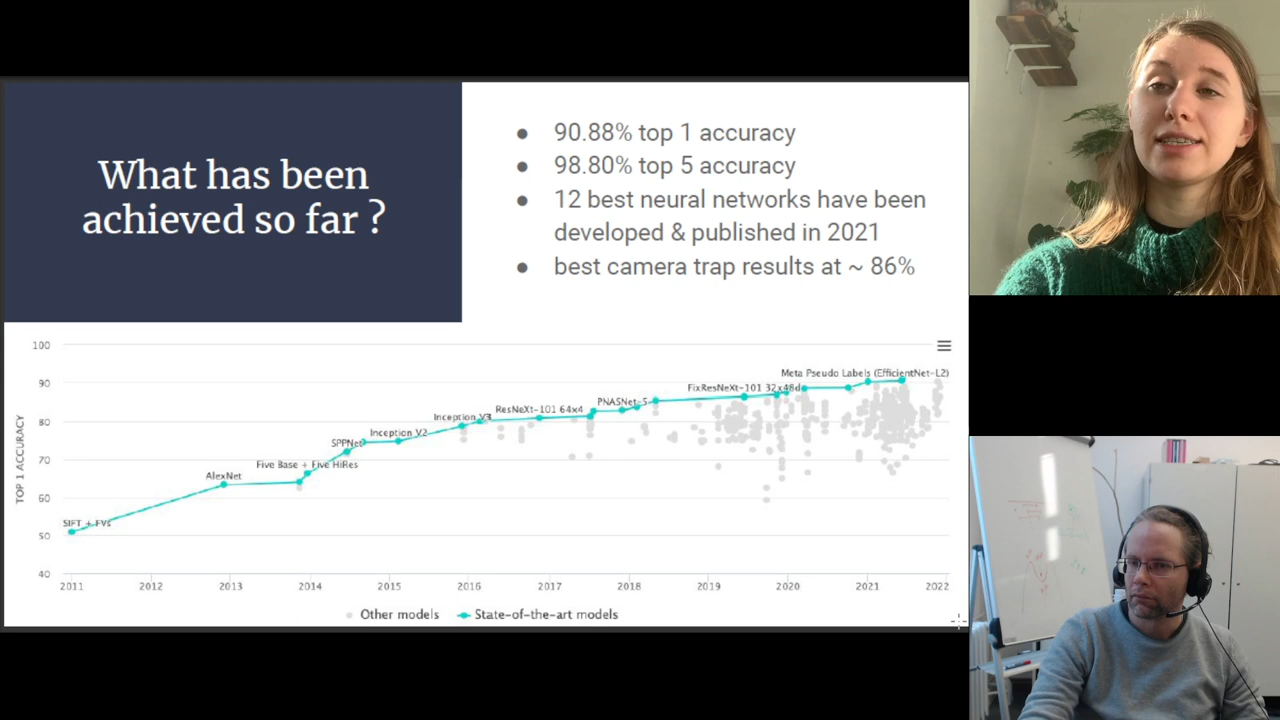 What has been
achieved so far ?
● 90.88% top 1 accuracy
● 98.80% top 5 accuracy
● 12 best neural networks have been
developed & published in 2021
● best camera trap results at ~ 86%
TOP 1 ACCURACY
100
90
80
70
60
50
40
SIFT + FVs
AlexNet
Five Base + Five HiRes
SPPNet
Inception V2
Inception V3
ResNeXt-101 64x4
PNASNet-5
FixResNeXt-101 32x48d
Meta Pseudo Labels (EfficientNet-L2)
2011 2012 2013 2014 2015 2016 2017 2018 2019 2020 2021 2022
Other models State-of-the-art models